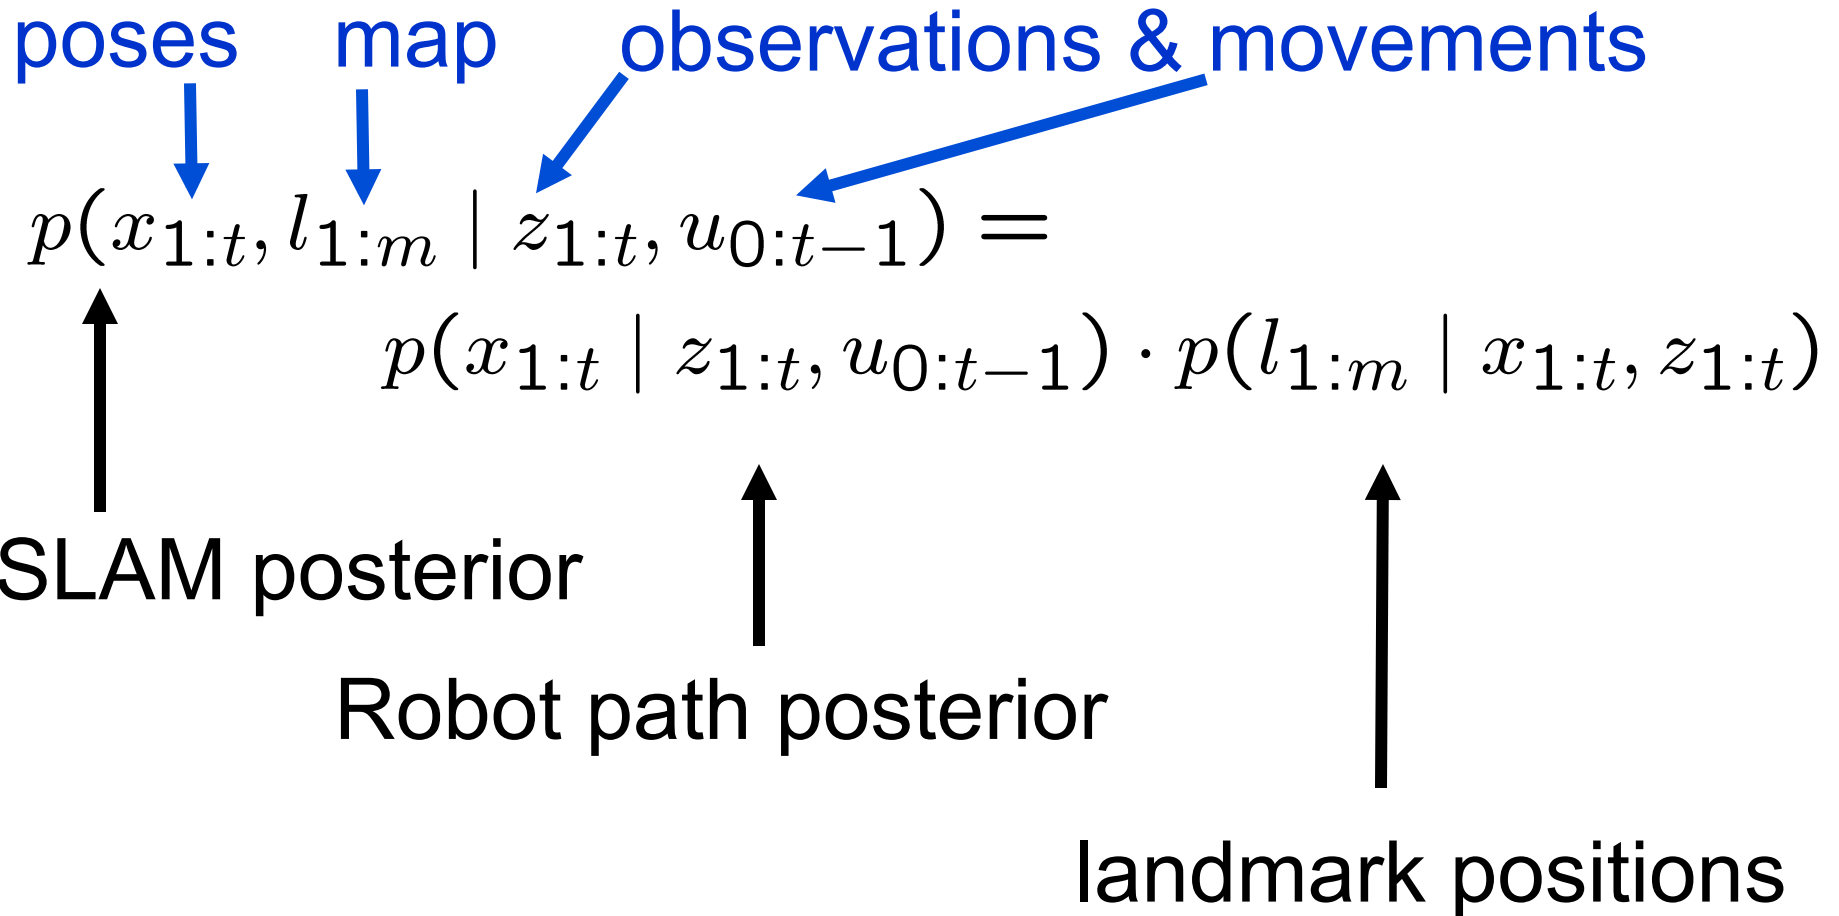 poses map observations & movements
p(x_{1:t}, l_{1:m} | z_{1:t}, u_{0:t−1}) =
p(x_{1:t} | z_{1:t}, u_{0:t−1}) · p(l_{1:m} | x_{1:t}, z_{1:t})
SLAM posterior
Robot path posterior
landmark positions